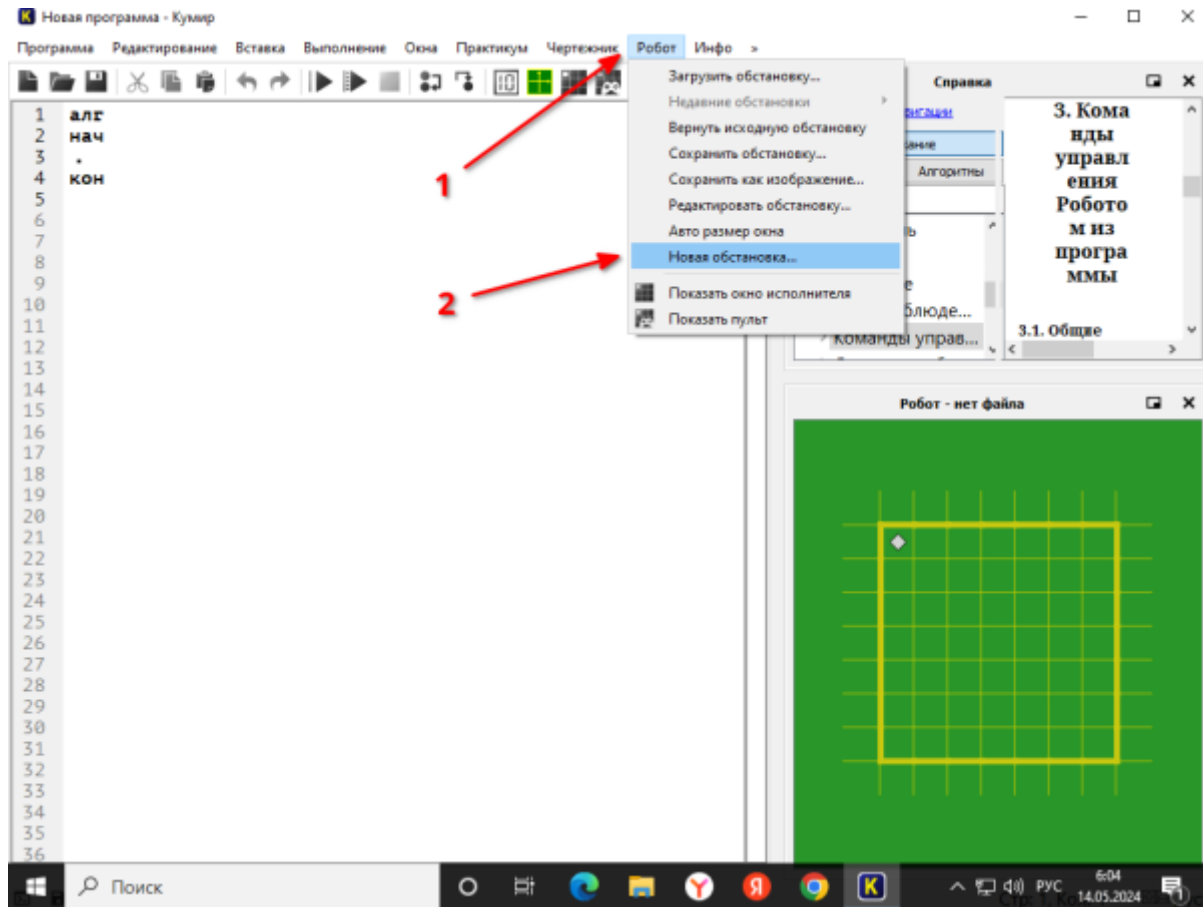 Новая программа - Кумир
Программа Редактирование Вставка Выполнение Окна Практикум Чертежник Робот Инфо »
1 алг
2 нач
3 .
4 кон
5
6
7
8
9
10
11
12
13
14
15
16
17
18
19
20
21
22
23
24
25
26
27
28
29
30
31
32
33
34
35
36
1
2
Загрузить обстановку...
Недавние обстановки
Вернуть исходную обстановку
Сохранить обстановку...
Сохранить как изображение...
Редактировать обстановку...
Авто размер окна
Новая обстановка...
Показать окно исполнителя
Показать пульт
Справка
Алгоритмы
Команды управ...
3. Кома
нды
управл
ения
Робото
м из
програ
ммы
3.1. Общие
Робот - нет файла
Поиск
РУС
6:04
14.05.2024